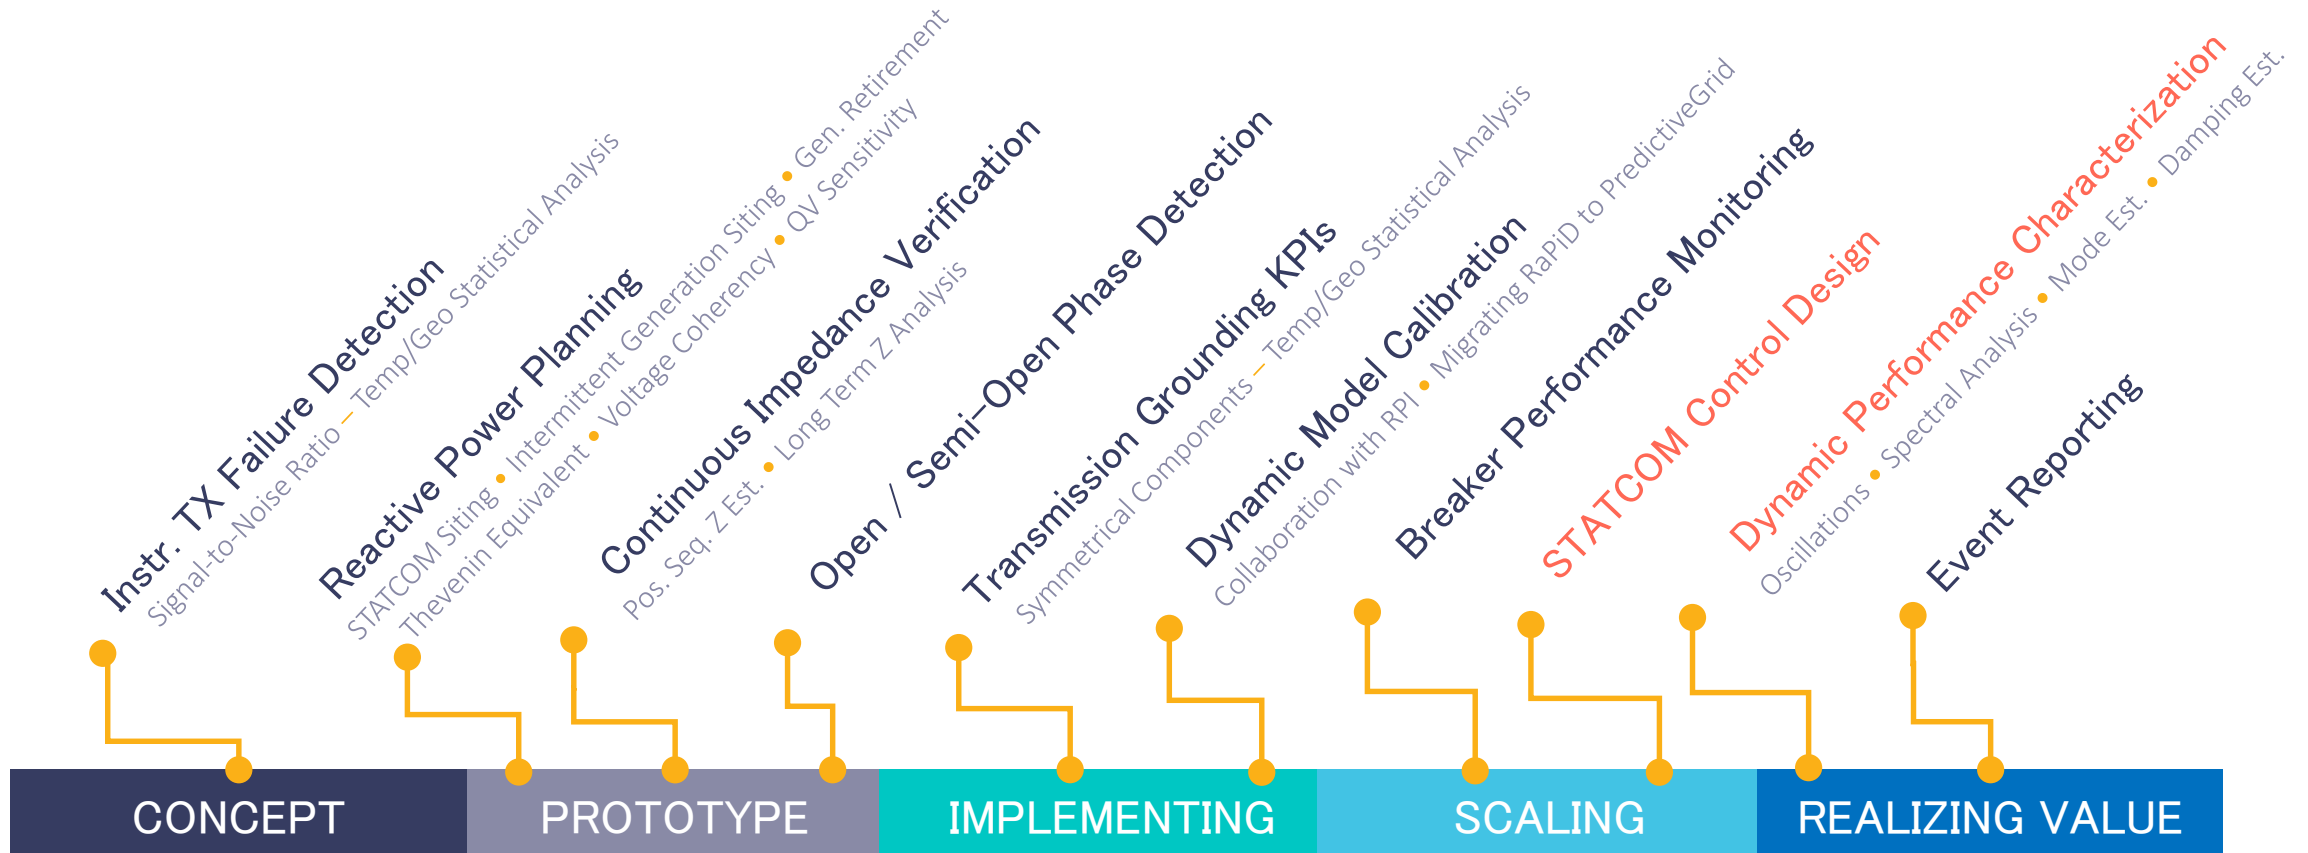 Instr. TX Failure Detection
Signal-to-Noise Ratio – Temp/Geo Statistical Analysis
Reactive Power Planning
STATCOM Siting • Intermittent Generation Siting • Gen. Retirement
Thevenin Equivalent • Voltage Coherency • QV Sensitivity
Continuous Impedance Verification
Pos. Seq. Z Est. • Long Term Z Analysis
Open / Semi-Open Phase Detection
Transmission Grounding KPIs
Symmetrical Components – Temp/Geo Statistical Analysis
Dynamic Model Calibration
Collaboration with RPI • Migrating RaPiD to PredictiveGrid
Breaker Performance Monitoring
STATCOM Control Design
Dynamic Performance Characterization
Oscillations • Spectral Analysis • Mode Est. • Damping Est.
Event Reporting
CONCEPT
PROTOTYPE
IMPLEMENTING
SCALING
REALIZING VALUE